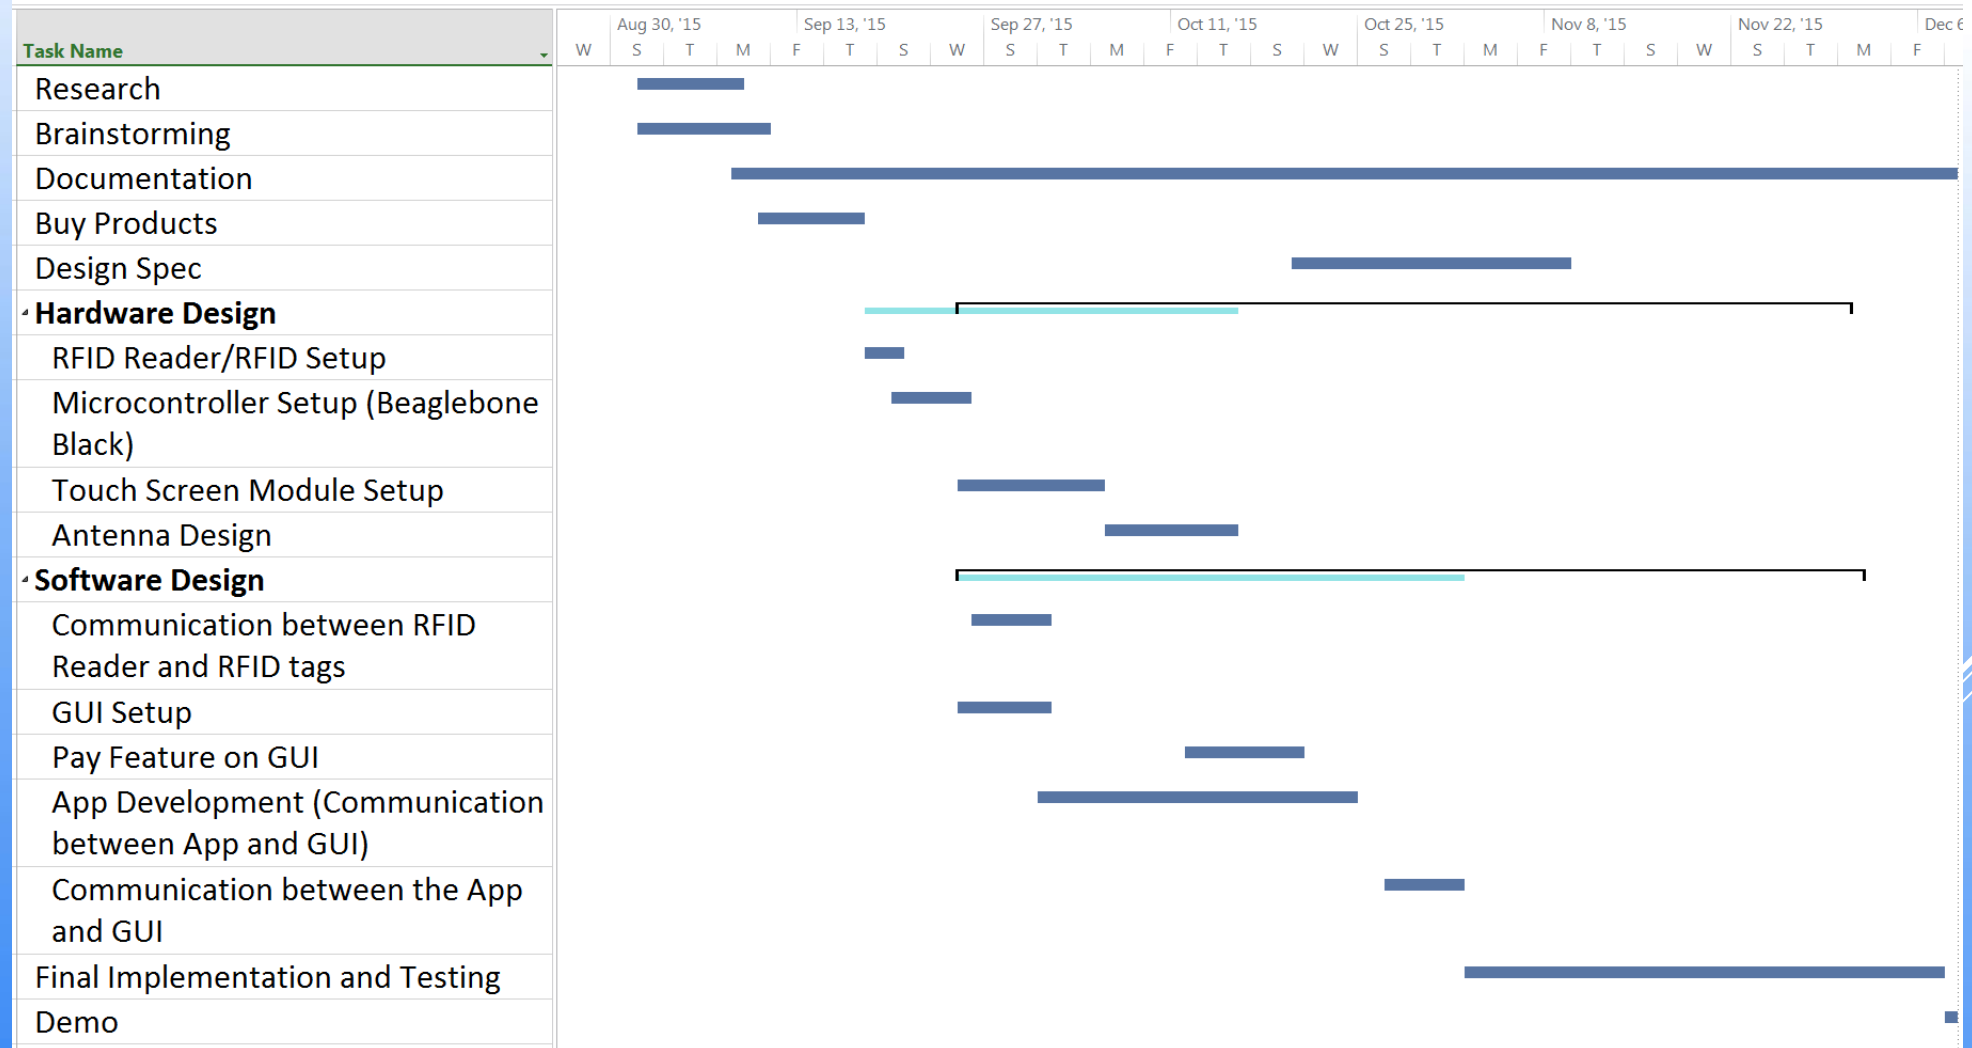 Aug 30, '15 Sep 13, '15 Sep 27, '15 Oct 11, '15 Oct 25, '15 Nov 8, '15 Nov 22, '15 Dec 6
Task Name W S T M F T S W S T M F T S W S T M F T S W S T M F
Research
Brainstorming
Documentation
Buy Products
Design Spec
Hardware Design
RFID Reader/RFID Setup
Microcontroller Setup (Beaglebone
Black)
Touch Screen Module Setup
Antenna Design
Software Design
Communication between RFID
Reader and RFID tags
GUI Setup
Pay Feature on GUI
App Development (Communication
between App and GUI)
Communication between the App
and GUI
Final Implementation and Testing
Demo